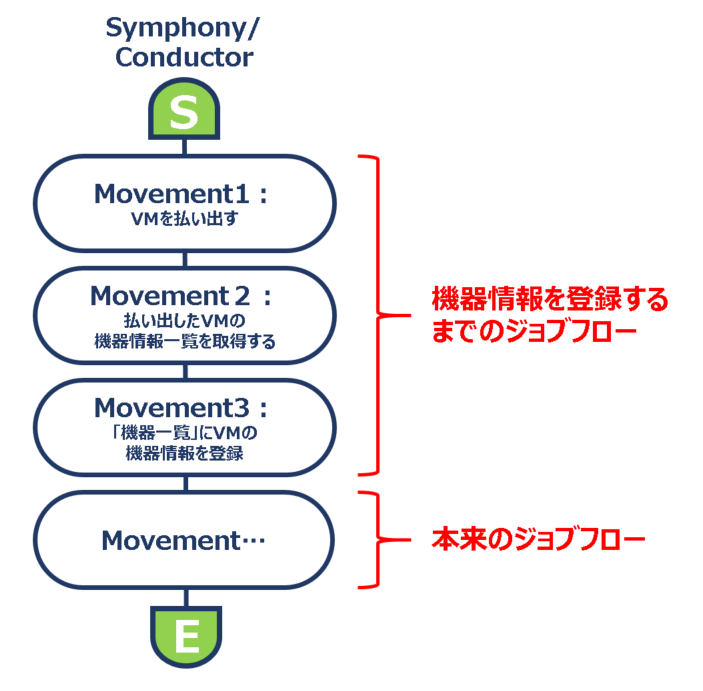 Symphony/
Conductor
S
Movement1：
VMを払い出す
Movement２：
払い出したVMの
機器情報一覧を取得する
機器情報を登録する
までのジョブフロー
Movement3：
「機器一覧」にVMの
機器情報を登録
Movement…
本来のジョブフロー
E